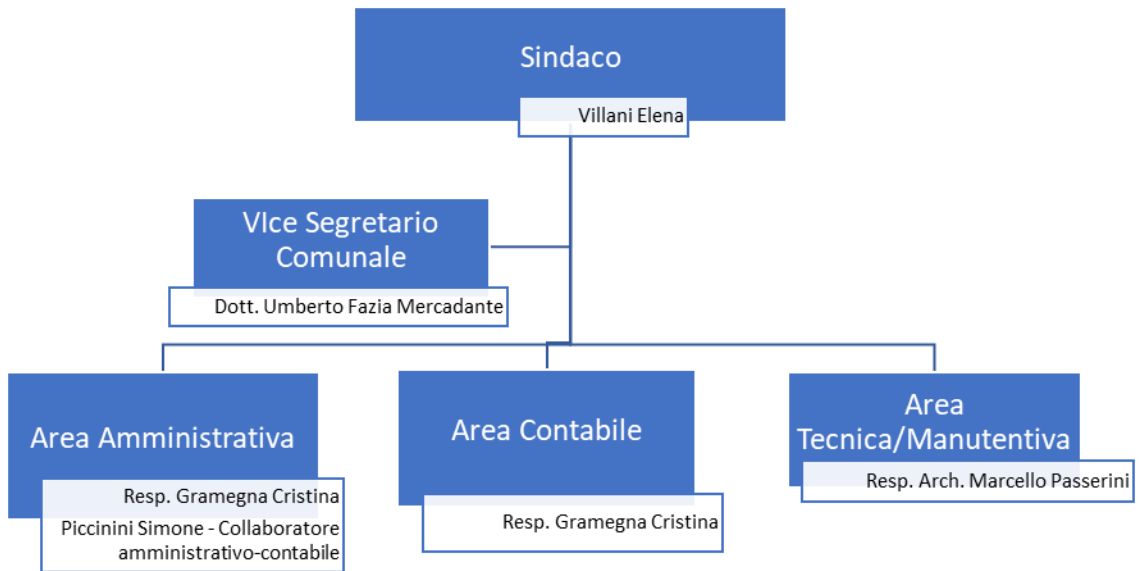 Sindaco
Villani Elena
VIce Segretario
Comunale
Dott. Umberto Fazia Mercadante
Area Amministrativa
Resp. Gramegna Cristina
Piccinini Simone - Collaboratore
amministrativo-contabile
Area Contabile
Resp. Gramegna Cristina
Area
Tecnica/Manutentiva
Resp. Arch. Marcello Passerini